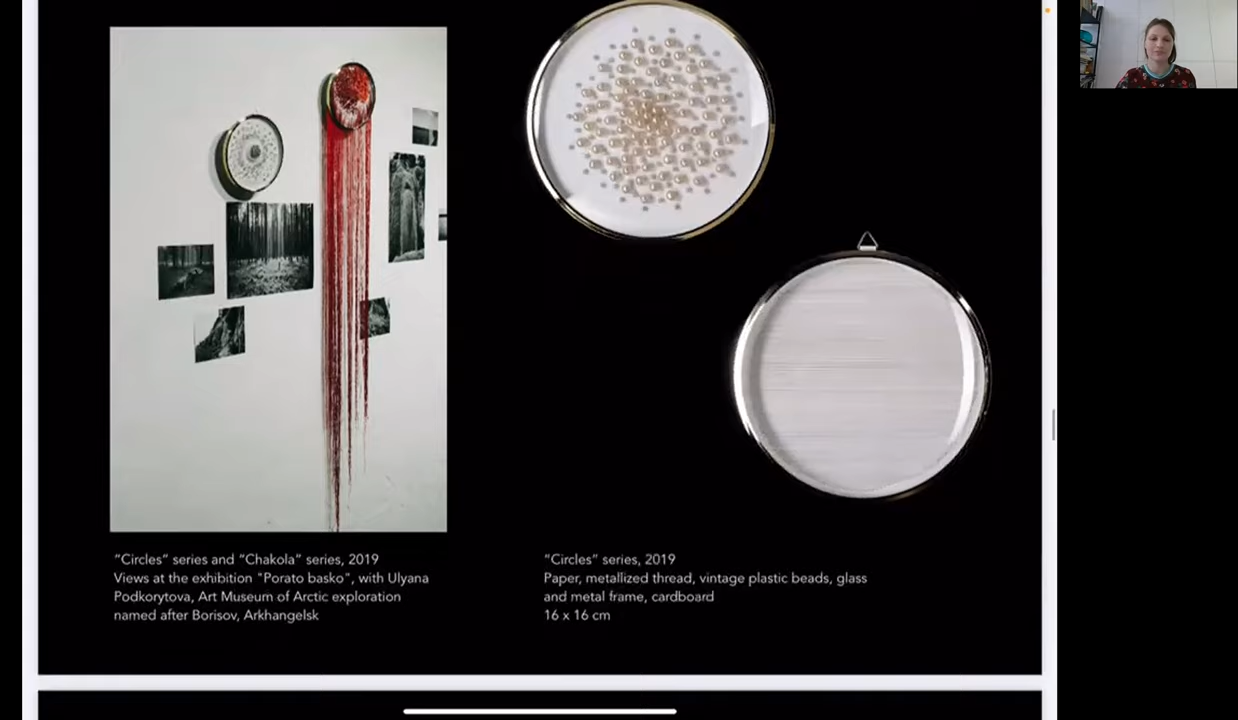 “Circles” series and “Chakola” series, 2019
Views at the exhibition "Porato basko", with Ulyana
Podkorytova, Art Museum of Arctic exploration
named after Borisov, Arkhangelsk
“Circles” series, 2019
Paper, metallized thread, vintage plastic beads, glass
and metal frame, cardboard
16 x 16 cm